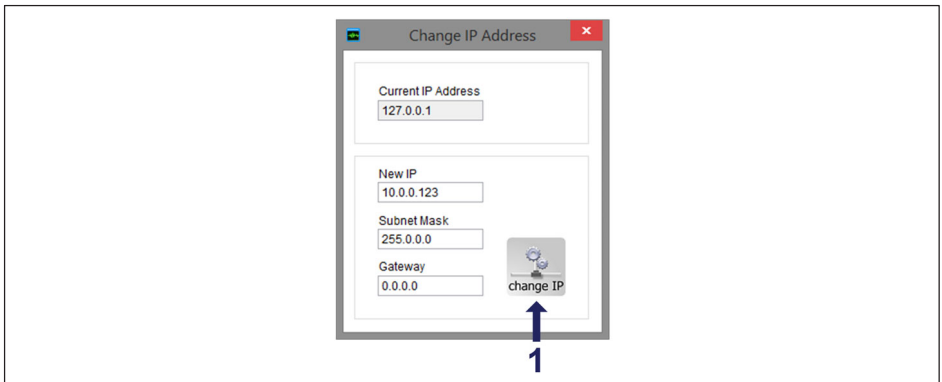 Change IP Address
Current IP Address
127.0.0.1
New IP
10.0.0.123
Subnet Mask
255.0.0.0
Gateway
0.0.0.0
change IP
1